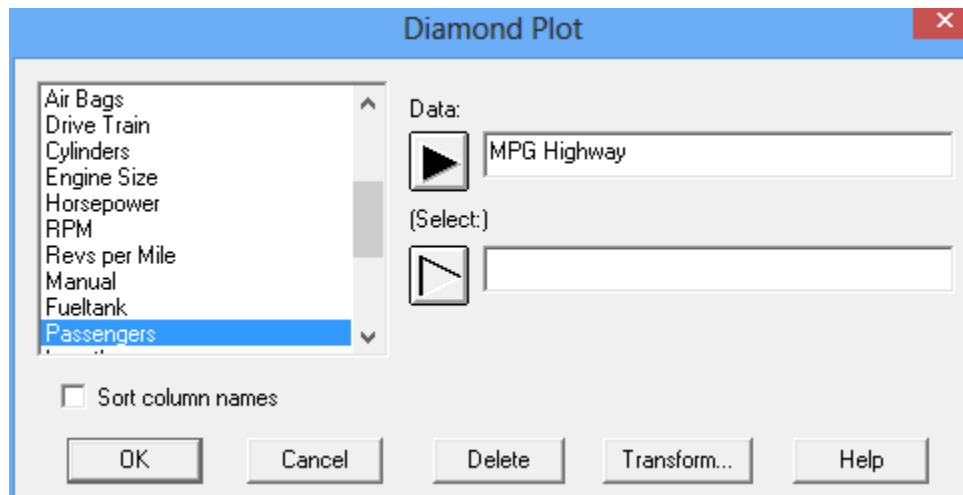 Diamond Plot
Air Bags
Drive Train
Cylinders
Engine Size
Horsepower
RPM
Revs per Mile
Manual
Fueltank
Passengers
Data:
MPG Highway
(Select:)
Sort column names
OK
Cancel
Delete
Transform...
Help